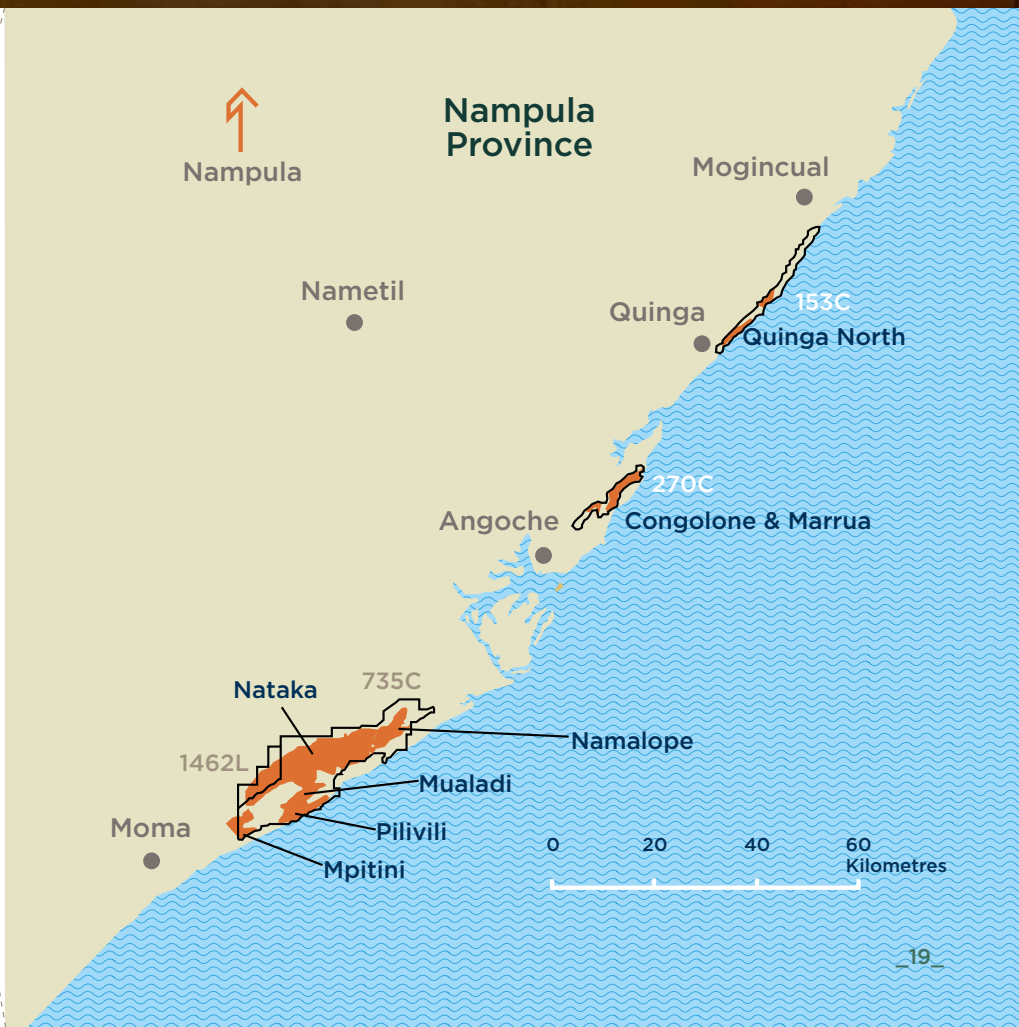 Nampula
Province
Nampula
Mogincual
Nametil
Quinga
153C
Quinga North
270C
Angoche
Congolone & Marrua
735C
Nataka
Namalope
1462L
Mualadi
Moma
Pilivili
Mpitini
0 20 40 60
Kilometres
_19_